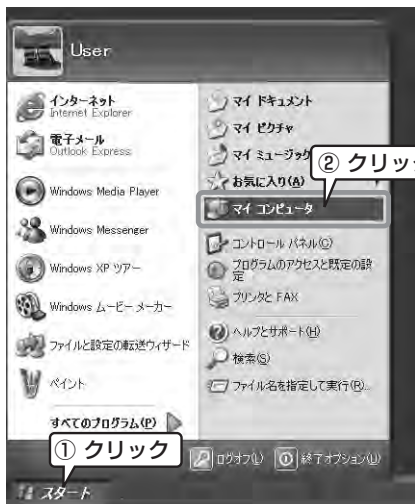 User
インターネット
Internet Explorer
電子メール
Outlook Express
Windows Media Player
Windows Messenger
Windows XP ツアー
Windows ムービー メーカー
ファイルと設定の転送ウィザード
ペイント
すべてのプログラム(P)
マイ ドキュメント
マイ ピクチャ
マイ ミュージック
② クリック
お気に入り(A)
マイ コンピュータ
コントロール パネル(C)
プログラムのアクセスと既定の設
定
プリンタと FAX
ヘルプとサポート(H)
検索(S)
ファイル名を指定して実行(R)...
① クリック
ログオフ(L)
終了オプション(U)
スタート